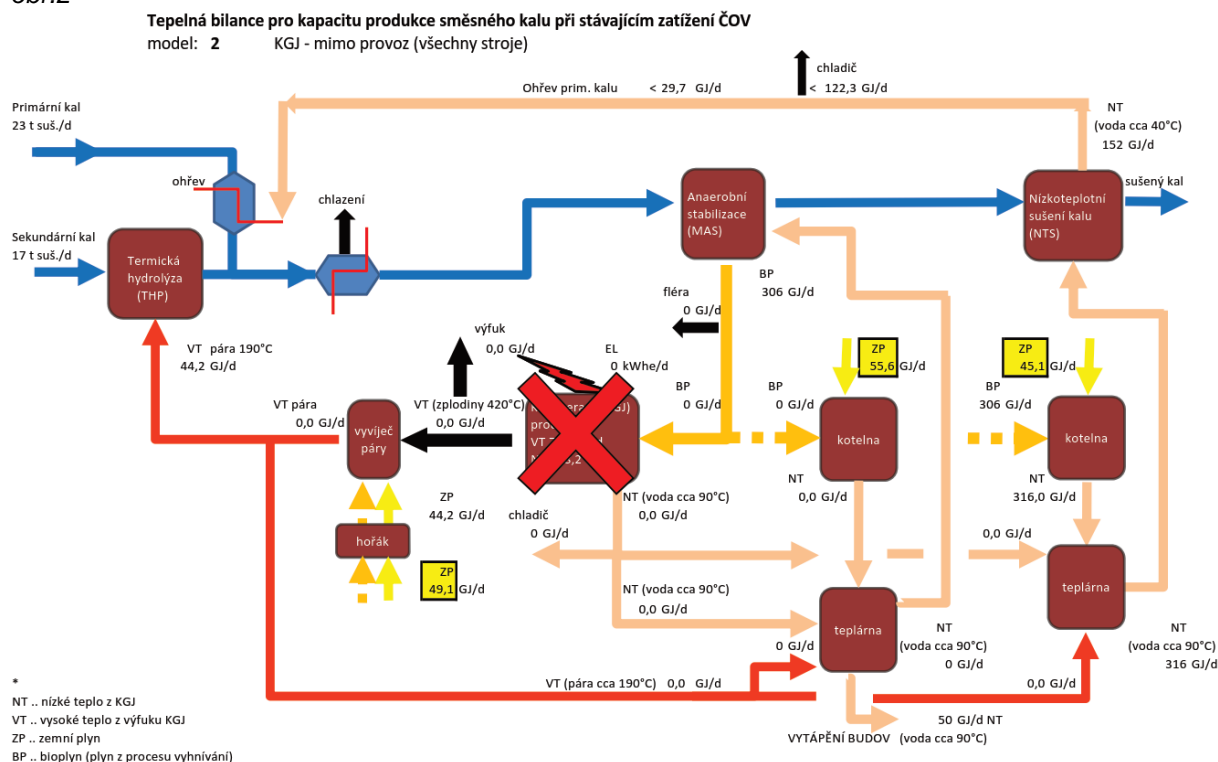 obr.2
Tepelná bilance pro kapacitu produkce směsného kalu při stávajícím zatížení ČOV
model: 2 KGJ - mimo provoz (všechny stroje)
chladič
Ohřev prim. kalu < 29,7 GJ/d
< 122,3 GJ/d
Primární kal
23 t suš./d
NT
(voda cca 40°C)
152 GJ/d
ohřev
chlazení
Anaerobní
stabilizace
(MAS)
Nízkoteplotní
sušení kalu
(NTS)
sušený kal
Sekundární kal
17 t suš./d
Termická
hydrolýza
(THP)
BP
306 GJ/d
fléra
0 GJ/d
výfuk
0,0 GJ/d
EL
0 kWhe/d
VT pára 190°C
44,2 GJ/d
ZP
55,6 GJ/d
ZP
45,1 GJ/d
BP
0 GJ/d
BP
0 GJ/d
BP
306 GJ/d
VT pára
0,0 GJ/d
VT (zplodiny 420°C)
0,0 GJ/d
vyvíječ
páry
kotelna
kotelna
NT
0,0 GJ/d
NT
316,0 GJ/d
ZP
44,2 GJ/d
NT (voda cca 90°C)
0,0 GJ/d
chladič
0 GJ/d
hořák
0,0 GJ/d
ZP
49,1 GJ/d
NT (voda cca 90°C)
0,0 GJ/d
teplárna
teplárna
0 GJ/d
NT
(voda cca 90°C)
0 GJ/d
NT
(voda cca 90°C)
316 GJ/d
VT (pára cca 190°C) 0,0 GJ/d
0,0 GJ/d
50 GJ/d NT
VYTÁPĚNÍ BUDOV (voda cca 90°C)
*
NT .. nízké teplo z KGJ
VT .. vysoké teplo z výfuku KGJ
ZP .. zemní plyn
BP .. bioplyn (plyn z procesu vyhnívání)